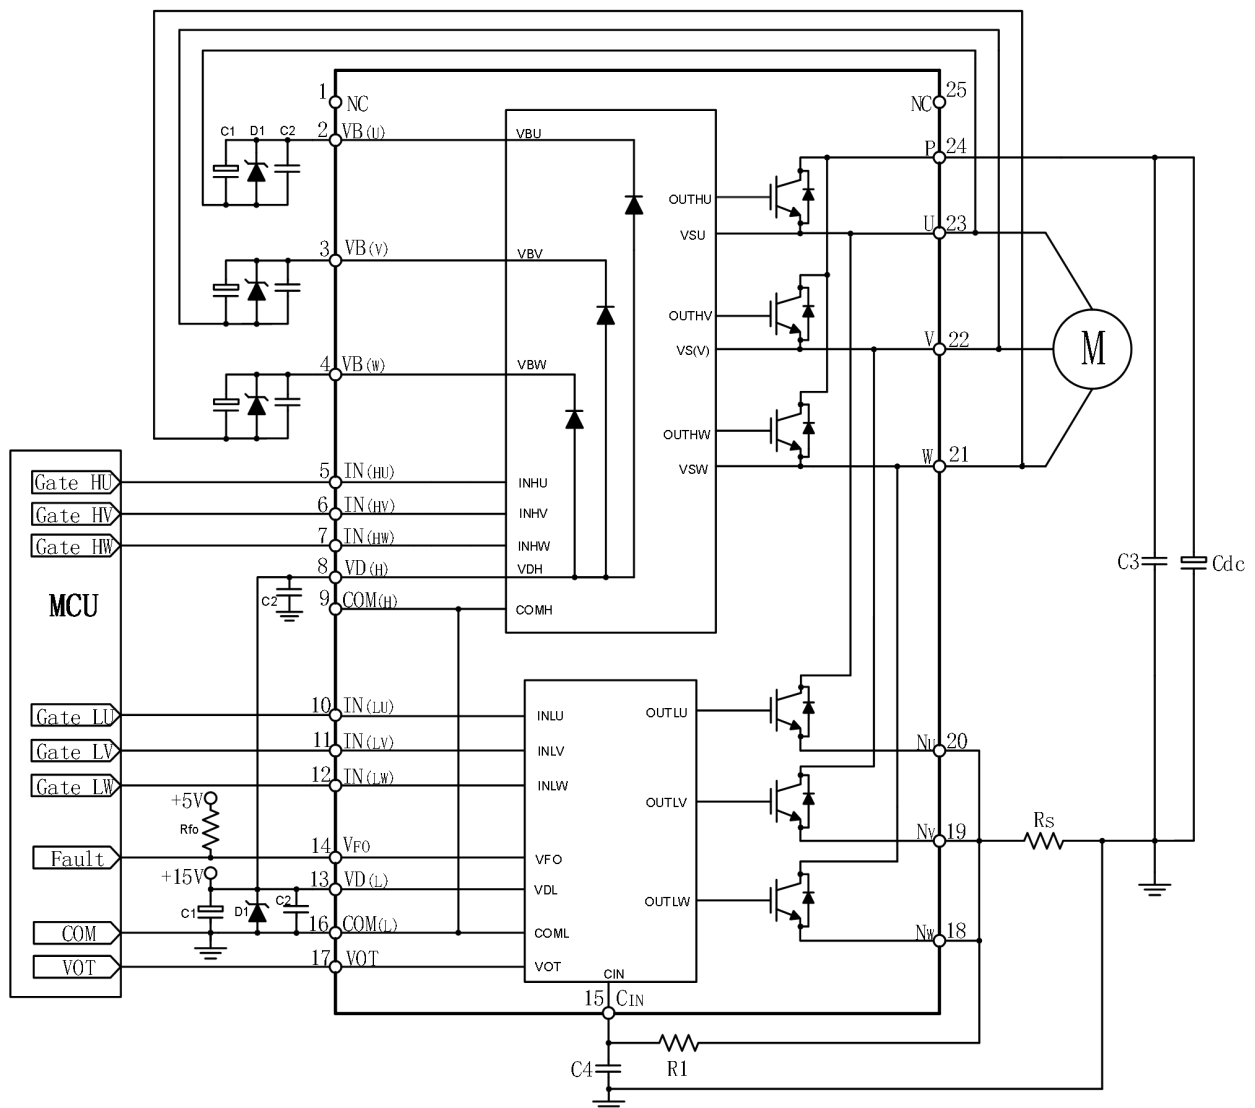 1
NC
NC
25
C1
D1
C2
2
VB(U)
VBU
P
24
OUTHU
U
23
VSU
3
VB(V)
VBV
OUTHV
V
22
VS(V)
M
4
VB(W)
VBW
OUTHW
W
21
VSW
Gate HU
5
IN(HU)
INHU
Gate HV
6
IN(HV)
INHV
Gate HW
7
IN(HW)
INHW
8
VD(H)
VDH
C3
Cdc
MCU
C2
9
COM(H)
COMH
Gate LU
10
IN(LU)
INLU
OUTLU
Gate LV
11
IN(LV)
INLV
NU
20
Gate LW
12
IN(LW)
INLW
+5V
Rfo
OUTLV
Rs
Fault
14
VFO
VFO
NV
19
+15V
13
VD(L)
VDL
OUTLW
C1
D1
C2
COM
16
COM(L)
COML
NW
18
VOT
17
VOT
VOT
CIN
15
CIN
C4
R1